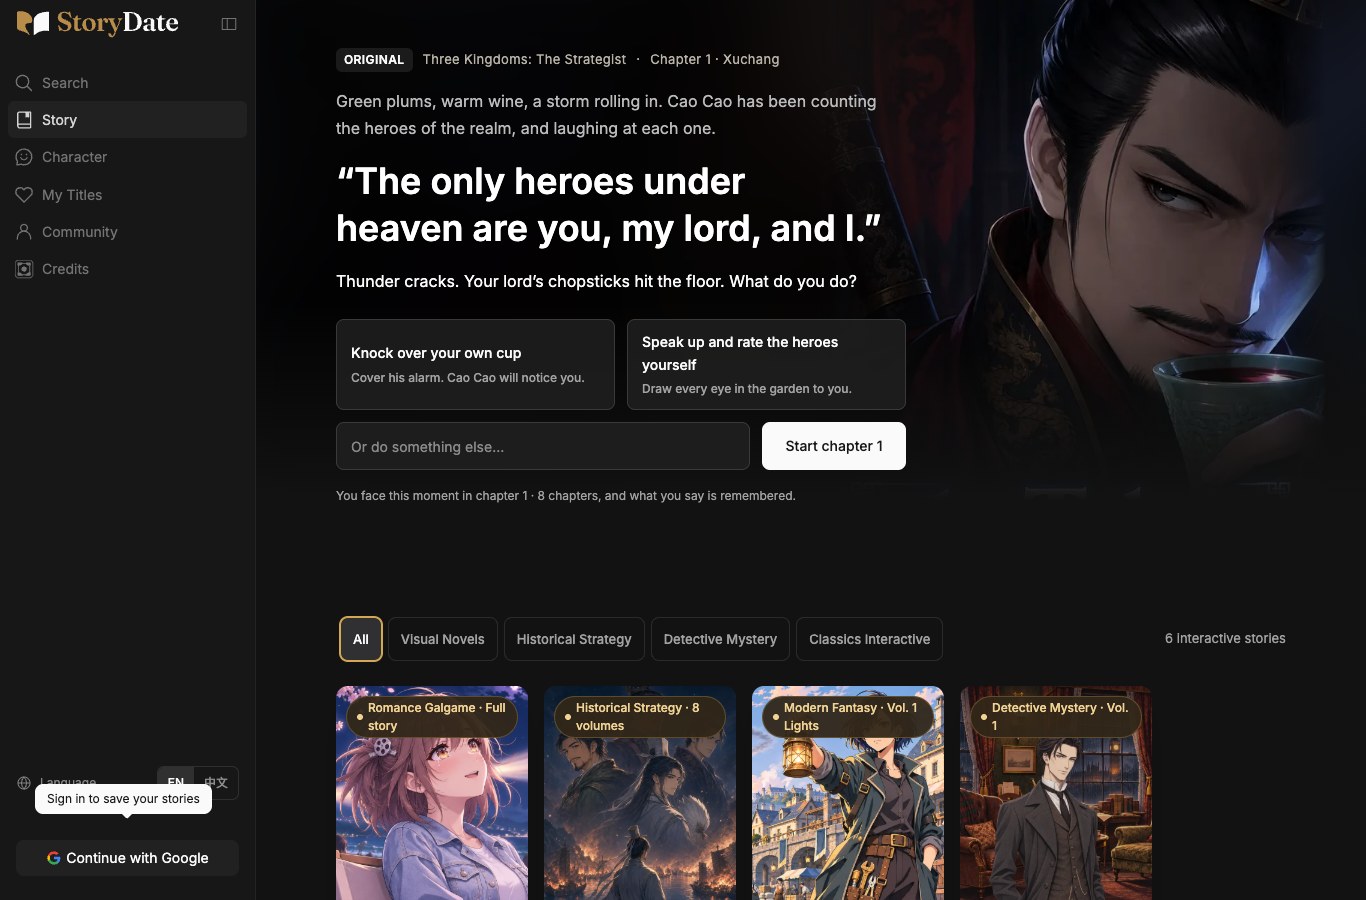 StoryDate
Search
Story
Character
My Titles
Community
Credits
Language
EN
中文
Sign in to save your stories
Continue with Google
ORIGINAL
Three Kingdoms: The Strategist · Chapter 1 · Xuchang
Green plums, warm wine, a storm rolling in. Cao Cao has been counting
the heroes of the realm, and laughing at each one.
“The only heroes under
heaven are you, my lord, and I.”
Thunder cracks. Your lord’s chopsticks hit the floor. What do you do?
Knock over your own cup
Cover his alarm. Cao Cao will notice you.
Speak up and rate the heroes
yourself
Draw every eye in the garden to you.
Or do something else...
Start chapter 1
You face this moment in chapter 1 · 8 chapters, and what you say is remembered.
All
Visual Novels
Historical Strategy
Detective Mystery
Classics Interactive
6 interactive stories
Romance Galgame · Full
story
Historical Strategy · 8
volumes
Modern Fantasy · Vol. 1
Lights
Detective Mystery · Vol.
1